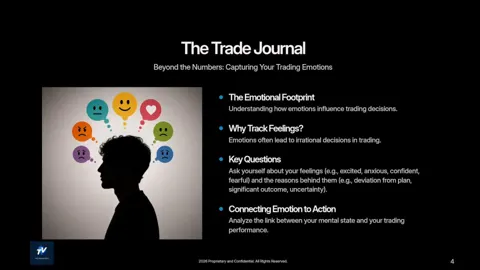 The Trade Journal
Beyond the Numbers: Capturing Your Trading Emotions
The Emotional Footprint
Understanding how emotions influence trading decisions.
Why Track Feelings?
Emotions often lead to irrational decisions in trading.
Key Questions
Ask yourself about your feelings (e.g., excited, anxious, confident,
fearful) and the reasons behind them (e.g., deviation from plan,
significant outcome, uncertainty).
Connecting Emotion to Action
Analyze the link between your mental state and your trading
performance.
2026 Proprietary and Confidential. All Rights Reserved.
4